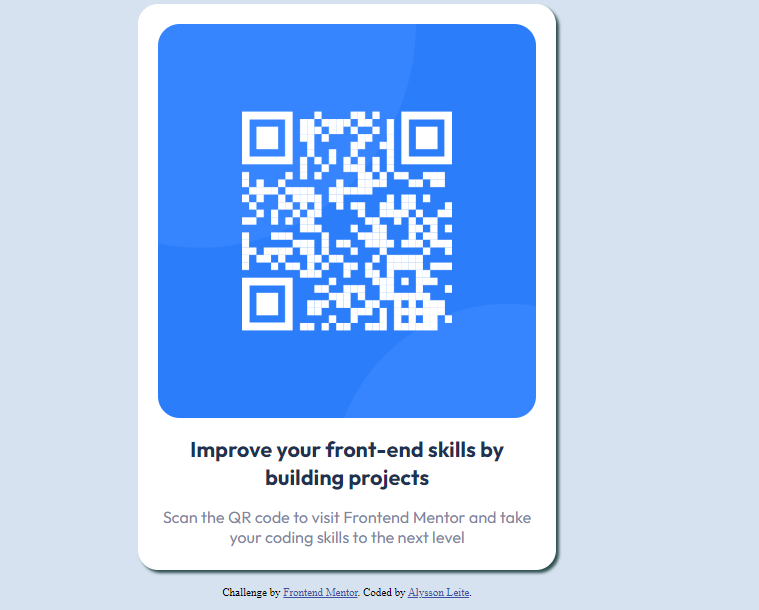 Improve your front-end skills by
building projects
Scan the QR code to visit Frontend Mentor and take
your coding skills to the next level
Challenge by Frontend Mentor. Coded by Alysson Leite.